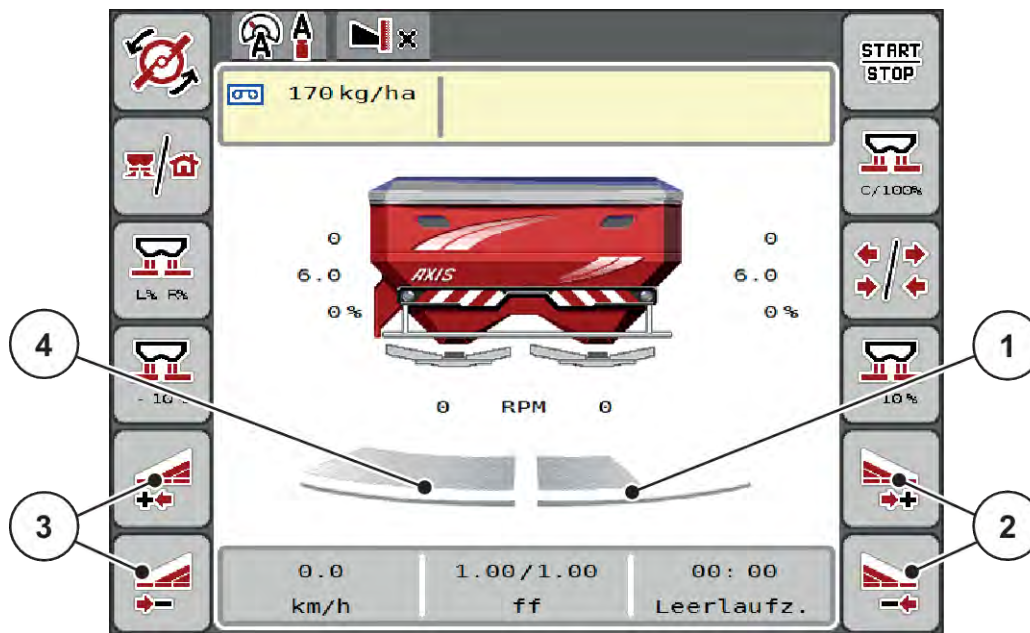 A A
START
STOP
170 kg/ha
C/100%
0 0
6.0 AXIS 6.0
0% 0%
L% R%
4
1
- 10
10 %
0 RPM 0
3
2
0.0 1.00/1.00 00:00
km/h ff Leerlaufz.